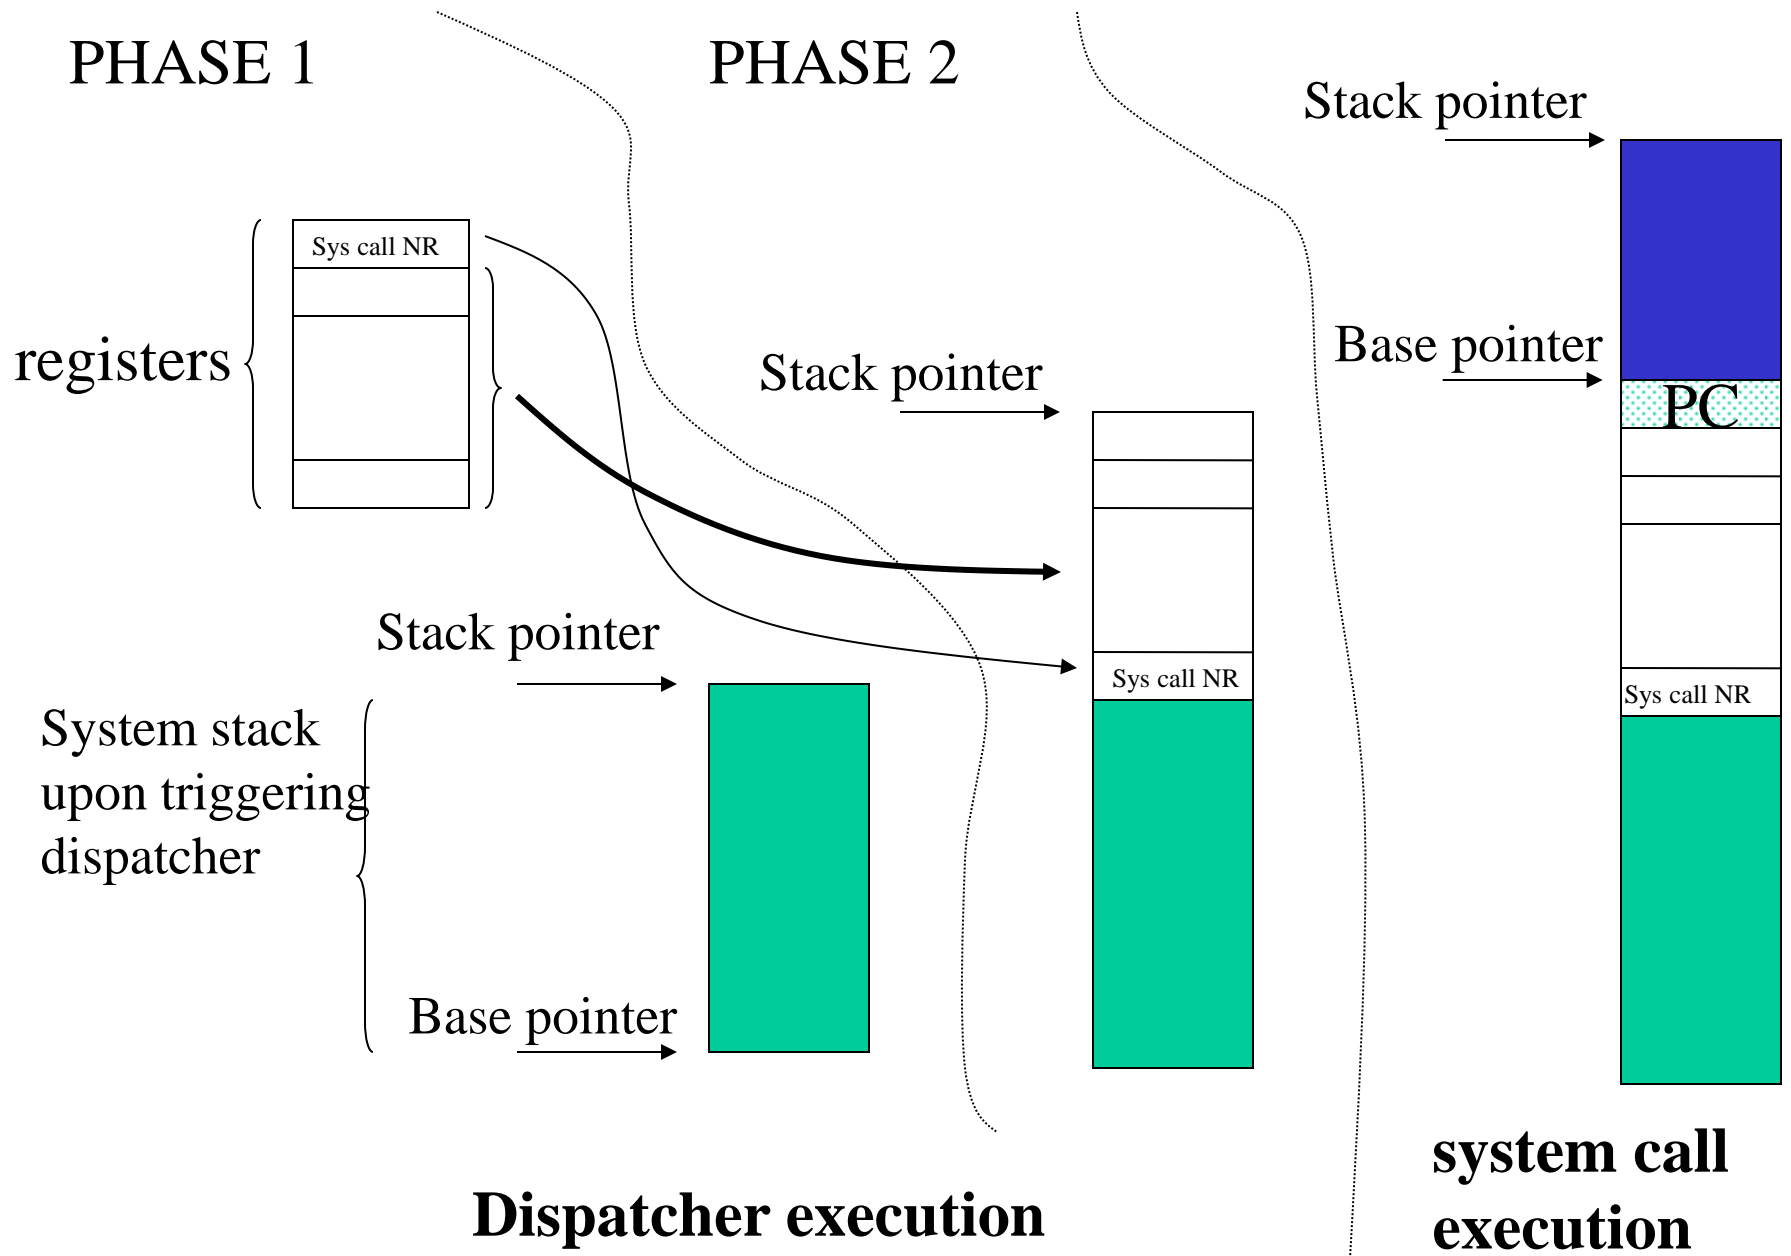 PHASE 1
PHASE 2
Stack pointer
Sys call NR
registers
Base pointer
Stack pointer
PC
Stack pointer
Sys call NR
Sys call NR
System stack
upon triggering
dispatcher
Base pointer
system call
execution
Dispatcher execution